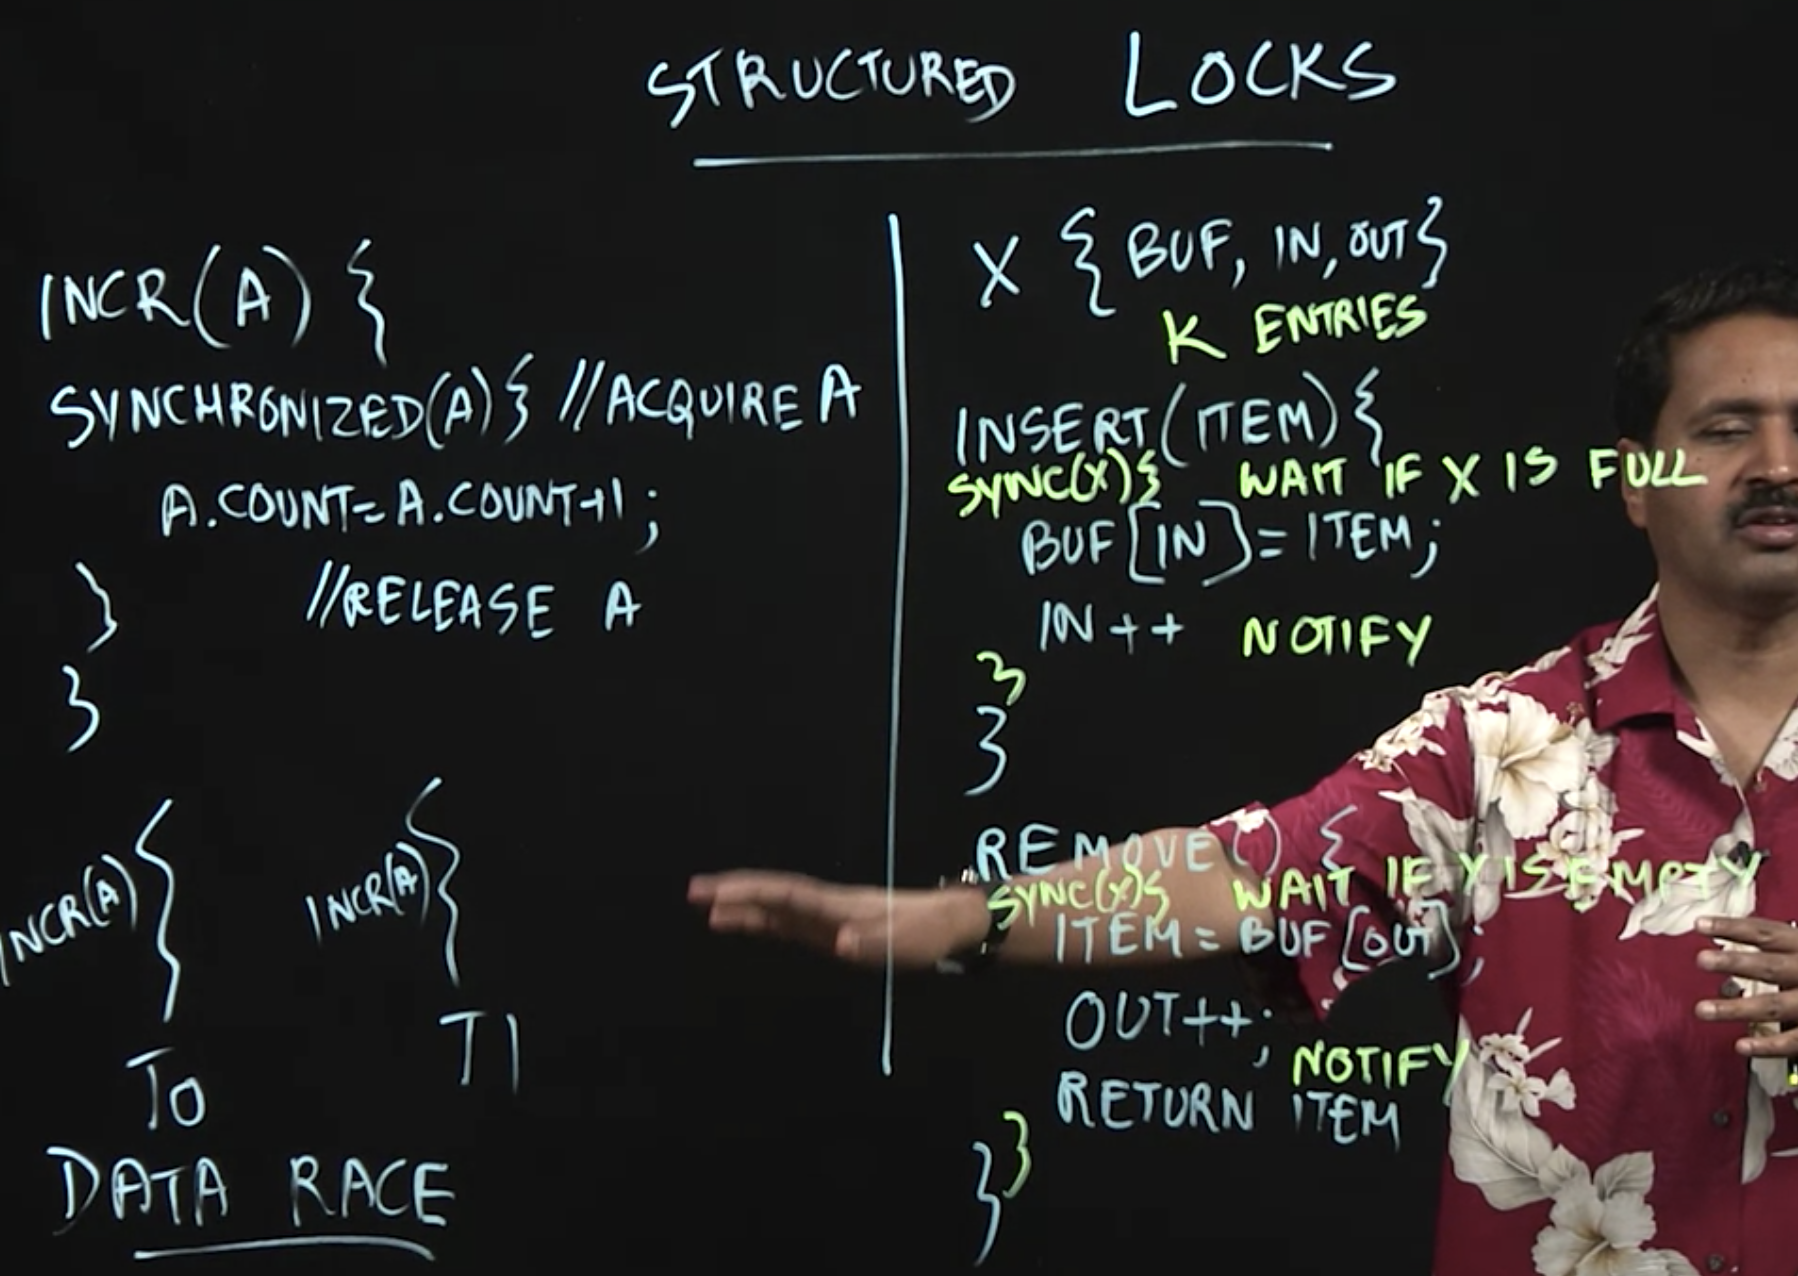 STRUCTURED LOCKS
INCR(A) {
SYNCHRONIZED(A) { //ACQUIRE A
A.COUNT=A.COUNT+1;
} //RELEASE A
}
INCR(A) {
INCR(A) {
T0
T1
DATA RACE
X { BUF, IN, OUT}
K ENTRIES
INSERT(ITEM) {
SYNC(X){ WAIT IF X IS FULL
BUF[IN]=ITEM;
IN++ NOTIFY
}
}
REMOVE() {
SYNC(X){ WAIT IF X IS EMPTY
ITEM = BUF[OUT];
OUT++;
NOTIFY
RETURN ITEM
} }